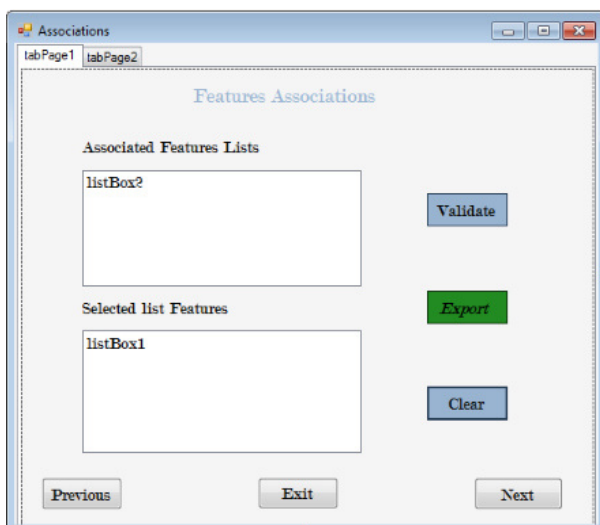 Associations
tabPage1 tabPage2
Features Associations
Associated Features Lists
listBox?
Validate
Export
Selected list Features
listBox1
Clear
Previous Exit Next